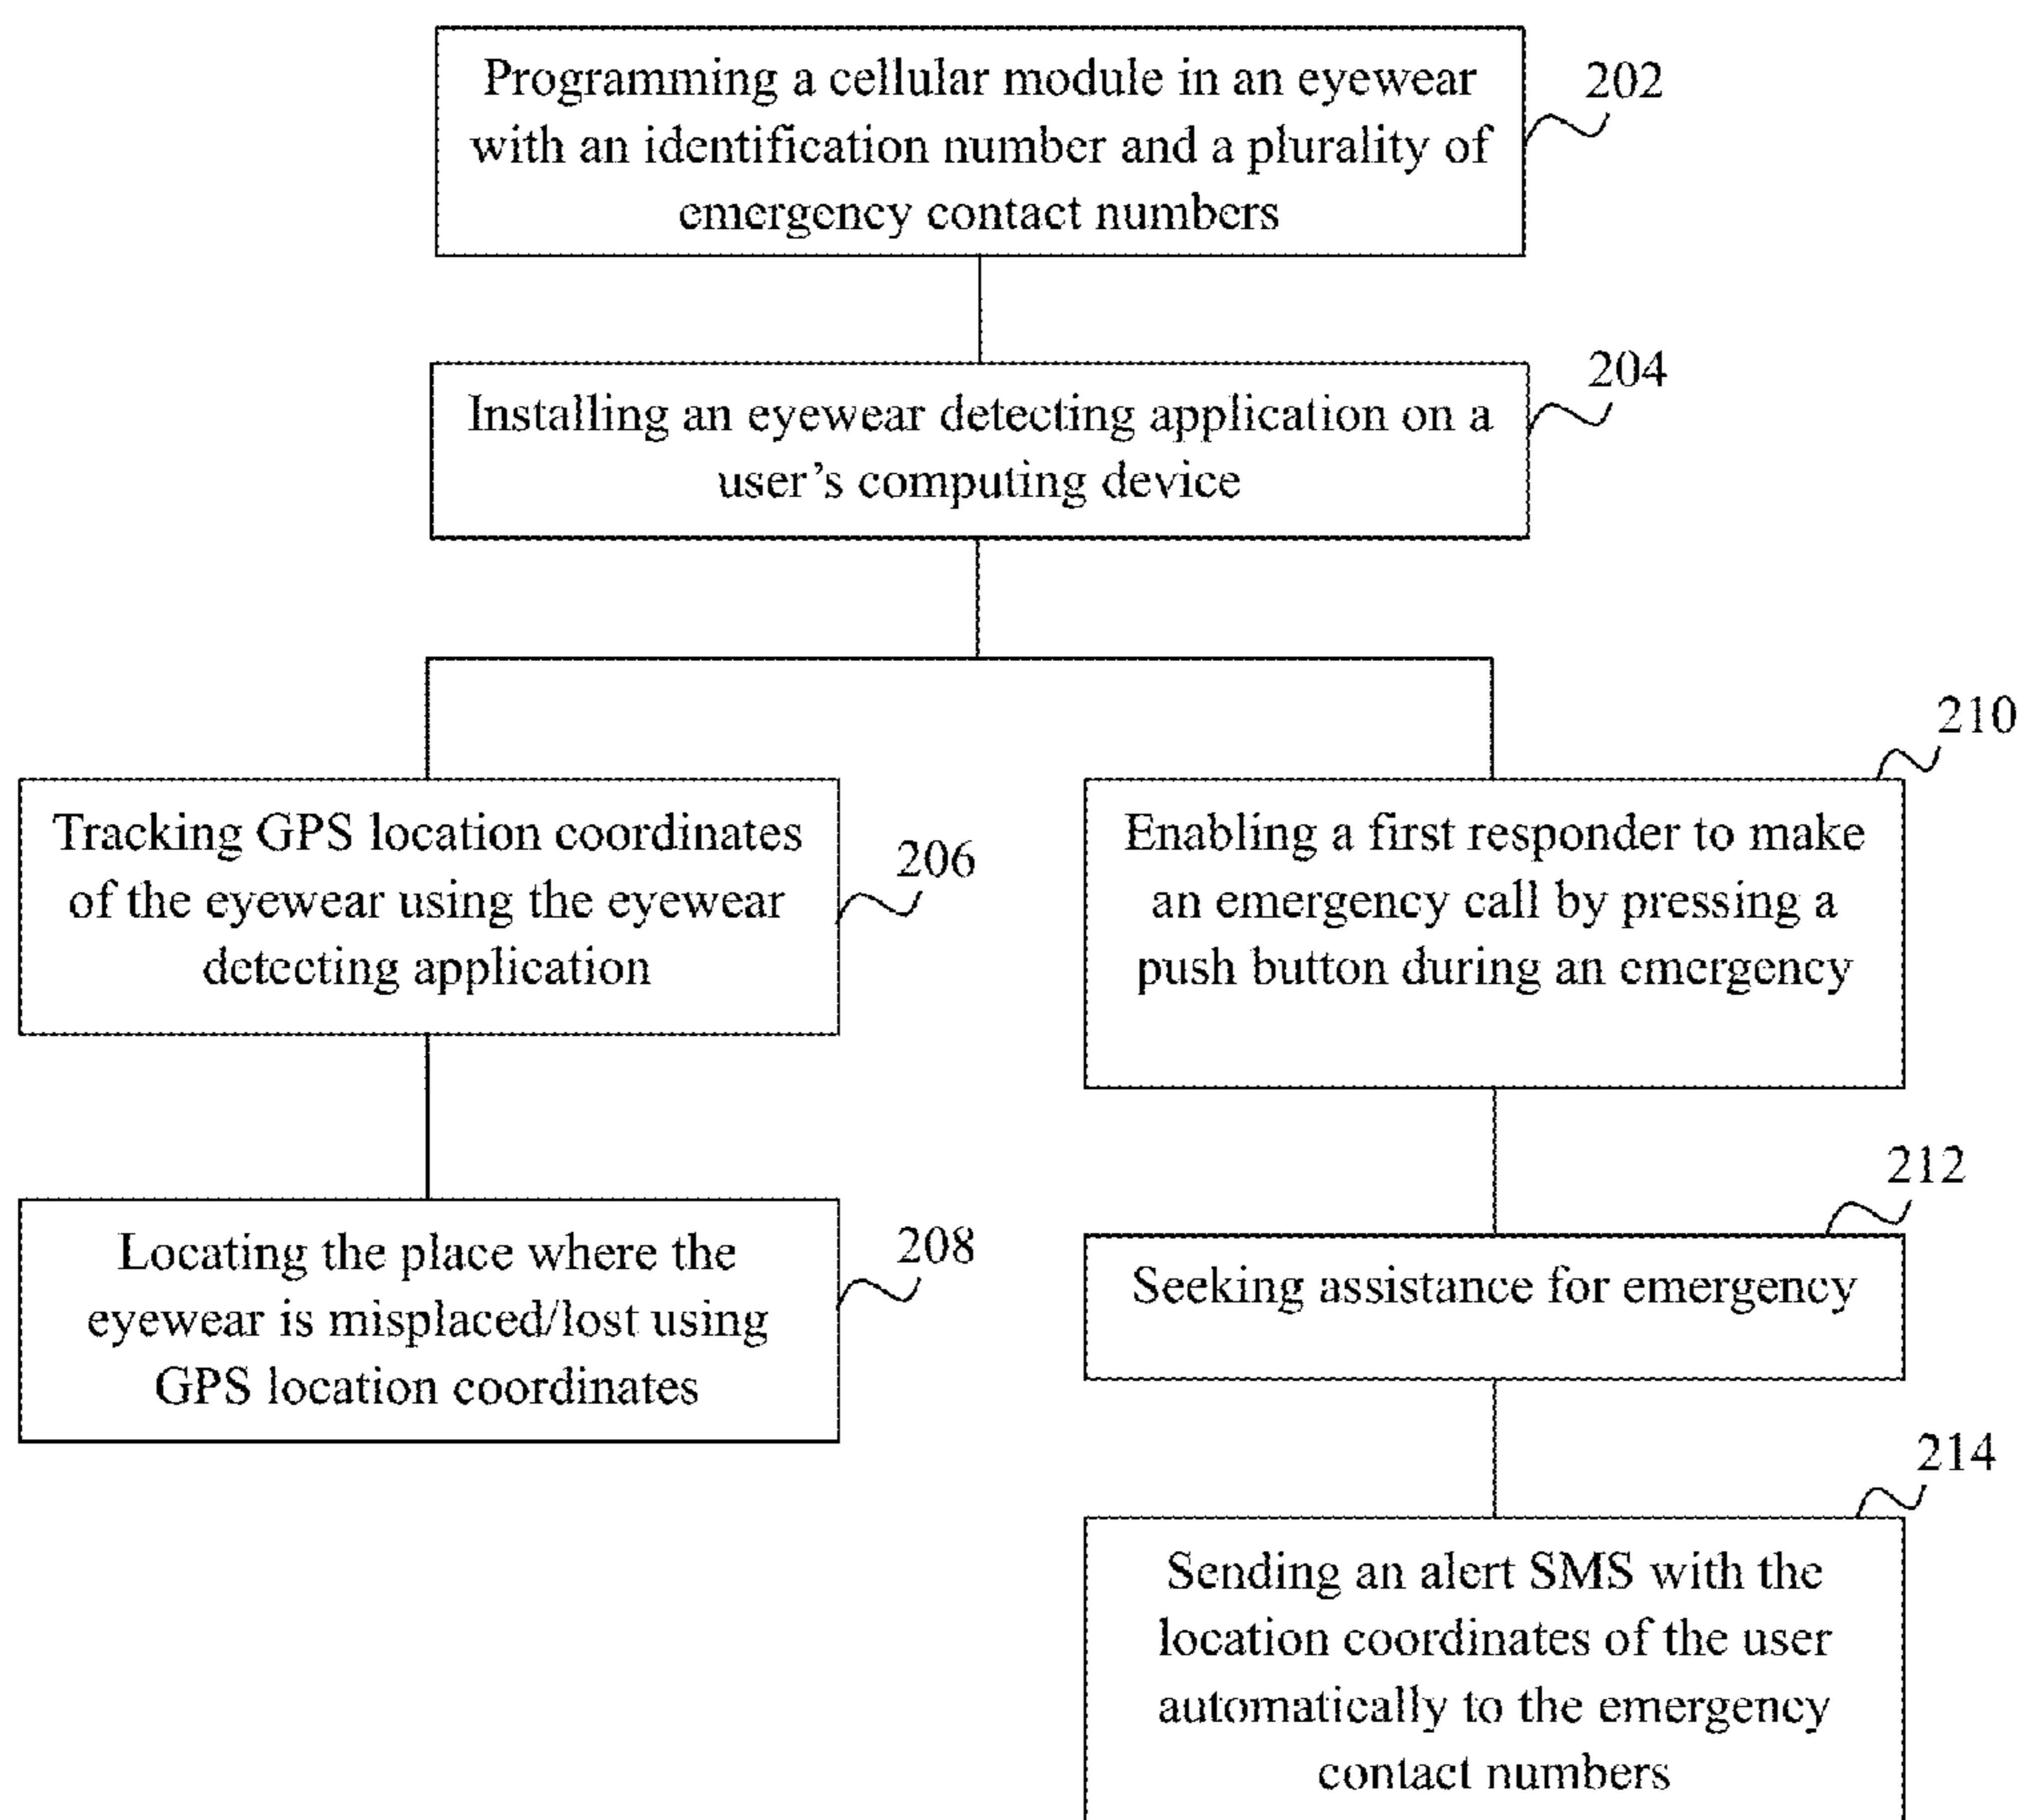 Programming a cellular module in an eyewear
with an identification number and a plurality of
emergency contact numbers
202
Installing an eyewear detecting application on a
user's computing device
204
Tracking GPS location coordinates
of the eyewear using the eyewear
detecting application
206
Locating the place where the
eyewear is misplaced/lost using
GPS location coordinates
208
210
Enabling a first responder to make
an emergency call by pressing a
push button during an emergency
212
Seeking assistance for emergency
214
Sending an alert SMS with the
location coordinates of the user
automatically to the emergency
contact numbers